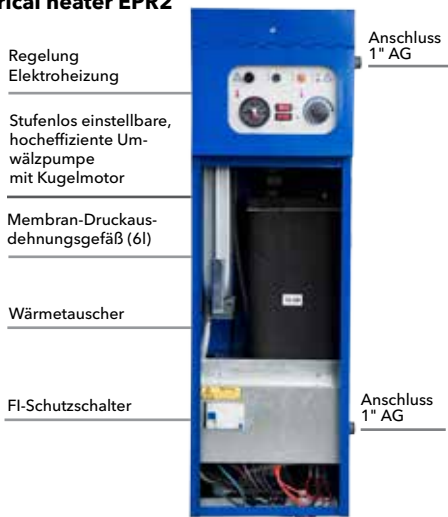 rical heater EPR2
Regelung
Elektroheizung
Stufenlos einstellbare,
hocheffiziente Um-
wälzpumpe
mit Kugelmotor
Membran-Druckaus-
dehnungsgefäß (6l)
Wärmetauscher
FI-Schutzschalter
Anschluss
1" AG
Anschluss
1" AG